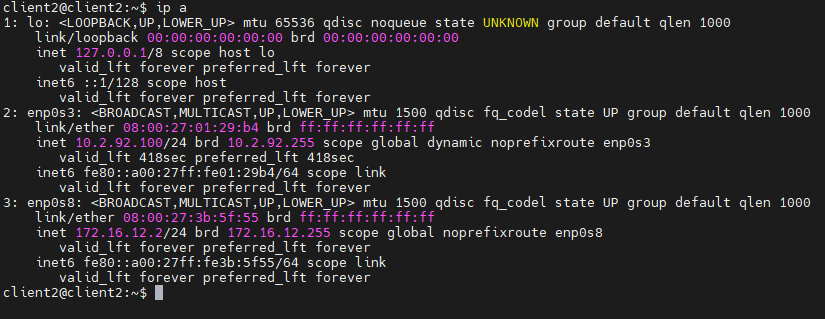 client2@client2:~$ ip a
1: lo: <LOOPBACK,UP,LOWER_UP> mtu 65536 qdisc noqueue state UNKNOWN group default qlen 1000
link/loopback 00:00:00:00:00:00 brd 00:00:00:00:00:00
inet 127.0.0.1/8 scope host lo
valid_lft forever preferred_lft forever
inet6 ::1/128 scope host
valid_lft forever preferred_lft forever
2: enp0s3: <BROADCAST,MULTICAST,UP,LOWER_UP> mtu 1500 qdisc fq_codel state UP group default qlen 1000
link/ether 08:00:27:01:29:b4 brd ff:ff:ff:ff:ff:ff
inet 10.2.92.100/24 brd 10.2.92.255 scope global dynamic noprefixroute enp0s3
valid_lft 418sec preferred_lft 418sec
inet6 fe80::a00:27ff:fe01:29b4/64 scope link
valid_lft forever preferred_lft forever
3: enp0s8: <BROADCAST,MULTICAST,UP,LOWER_UP> mtu 1500 qdisc fq_codel state UP group default qlen 1000
link/ether 08:00:27:3b:5f:55 brd ff:ff:ff:ff:ff:ff
inet 172.16.12.2/24 brd 172.16.12.255 scope global noprefixroute enp0s8
valid_lft forever preferred_lft forever
inet6 fe80::a00:27ff:fe3b:5f55/64 scope link
valid_lft forever preferred_lft forever
client2@client2:~$